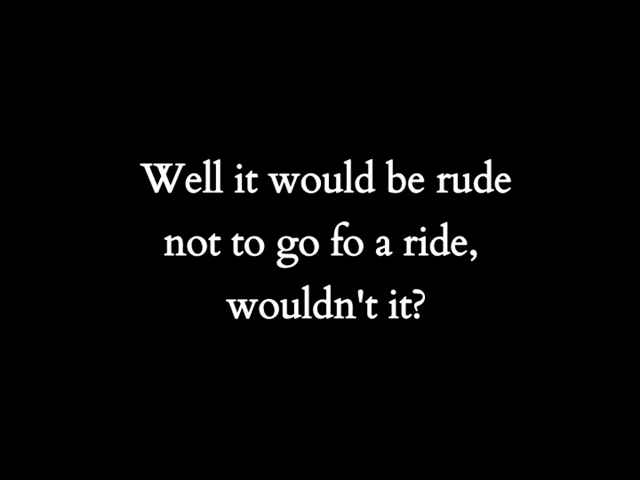 Well it would be rude
not to go fo a ride,
wouldn't it?